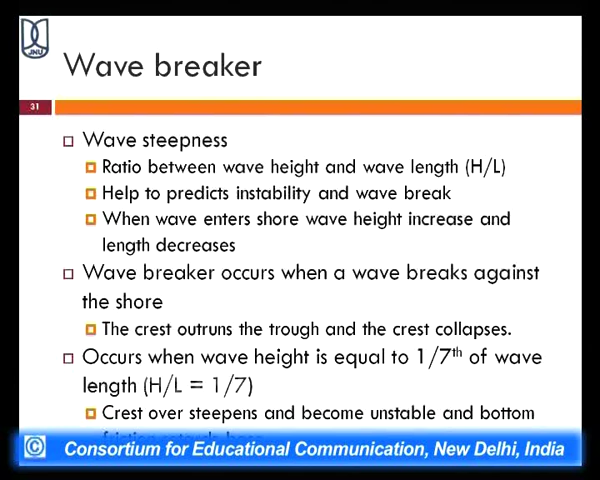 JNU
Wave breaker
31
Wave steepness
Ratio between wave height and wave length (H/L)
Help to predicts instability and wave break
When wave enters shore wave height increase and
length decreases
Wave breaker occurs when a wave breaks against
the shore
The crest outruns the trough and the crest collapses.
Occurs when wave height is equal to 1/7th of wave
length (H/L = 1/7)
Crest over steepens and become unstable and bottom
© Consortium for Educational Communication, New Delhi, India